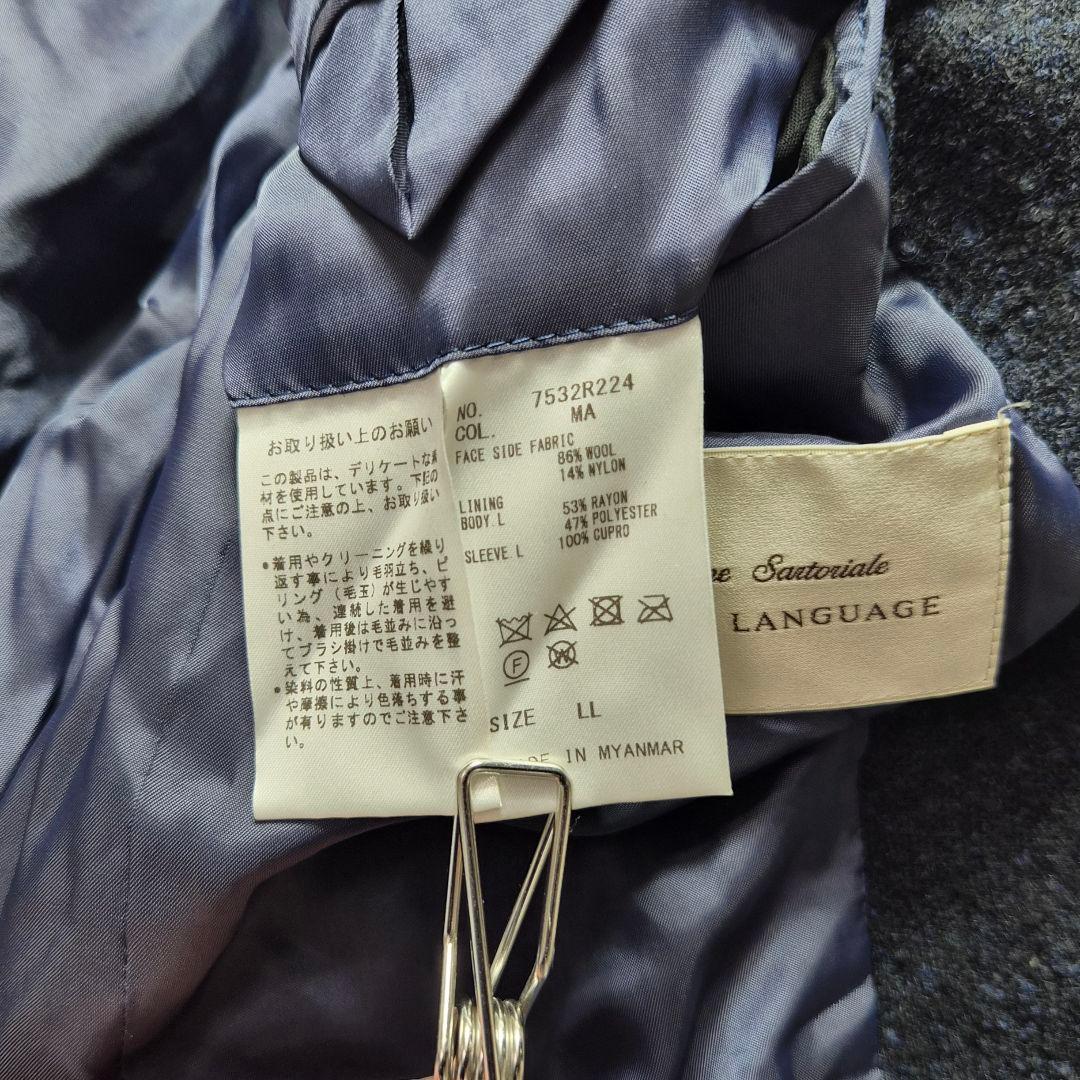 お取り扱い上のお願い
この製品は、デリケートな素
材を使用しています。下記の
点にご注意の上、お取り扱い
下さい。
●着用やクリーニングを繰り
返す事により毛羽立ち、ピ
リング（毛玉）が生じやす
い為、連続した着用を避
け、着用後は毛並みに沿っ
てブラシ掛けで毛並みを整
えて下さい。
●染料の性質上、着用時に汗
や摩擦により色落ちする事
が有りますのでご注意下さ
い。
NO. 7532R224
COL. MA
FACE SIDE FABRIC
86% WOOL
14% NYLON
LINING
BODY.L 53% RAYON
47% POLYESTER
SLEEVE.L 100% CUPRO
F
W
SIZE LL
IN MYANMAR
Sartoriale
LANGUAGE